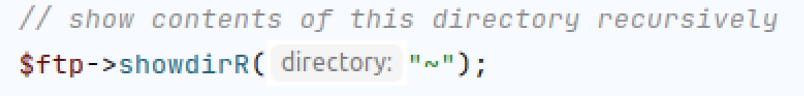 // show contents of this directory recursively
$ftp->showdirR( directory: "~");